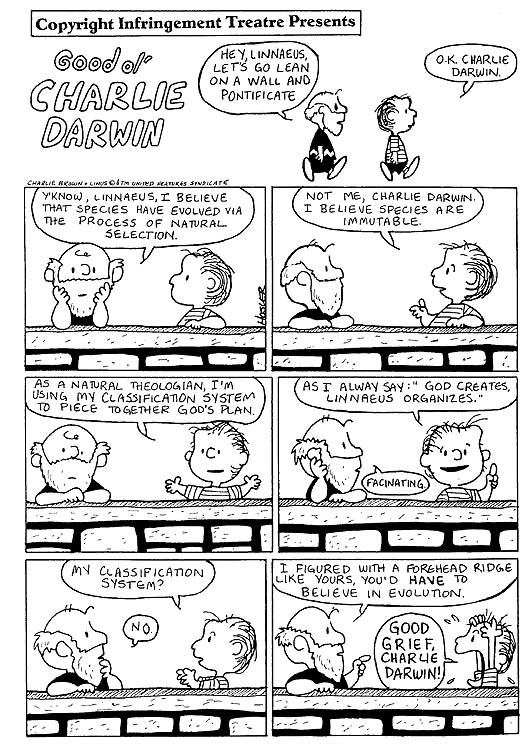 Copyright Infringement Treatre Presents
Good ol'
CHARLIE
DARWIN
HEY, LINNAEUS,
LET'S GO LEAN
ON A WALL AND
PONTIFICATE
O.K. CHARLIE
DARWIN.
CHARLIE BROWN & LINUS © & TM UNITED FEATURES SYNDICATE
Y'KNOW, LINNAEUS, I BELIEVE
THAT SPECIES HAVE EVOLVED VIA
THE PROCESS OF NATURAL
SELECTION.
HOSLER
NOT ME, CHARLIE DARWIN.
I BELIEVE SPECIES ARE
IMMUTABLE.
AS A NATURAL THEOLOGIAN, I'M
USING MY CLASSIFICATION SYSTEM
TO PIECE TOGETHER GOD'S PLAN.
AS I ALWAY SAY: "GOD CREATES,
LINNAEUS ORGANIZES."
FACINATING.
MY CLASSIFICATION
SYSTEM?
NO.
I FIGURED WITH A FOREHEAD RIDGE
LIKE YOURS, YOU'D HAVE TO
BELIEVE IN EVOLUTION.
GOOD
GRIEF,
CHARLIE
DARWIN!